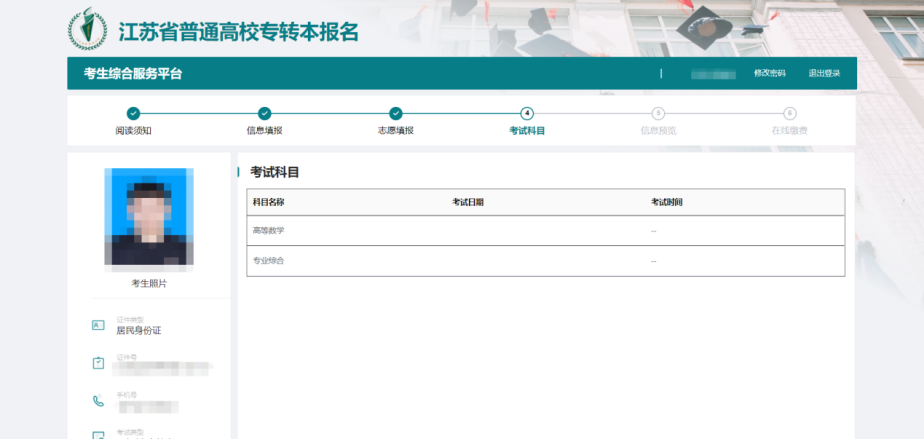 江苏省普通高校专转本报名
考生综合服务平台
修改密码
退出登录
阅读须知
信息填报
志愿填报
4
考试科目
5
信息预览
6
在线缴费
考试科目
科目名称 考试日期 考试时间
高等数学 --
专业综合 --
考生照片
证件类型
居民身份证
证件号
手机号
考试类型